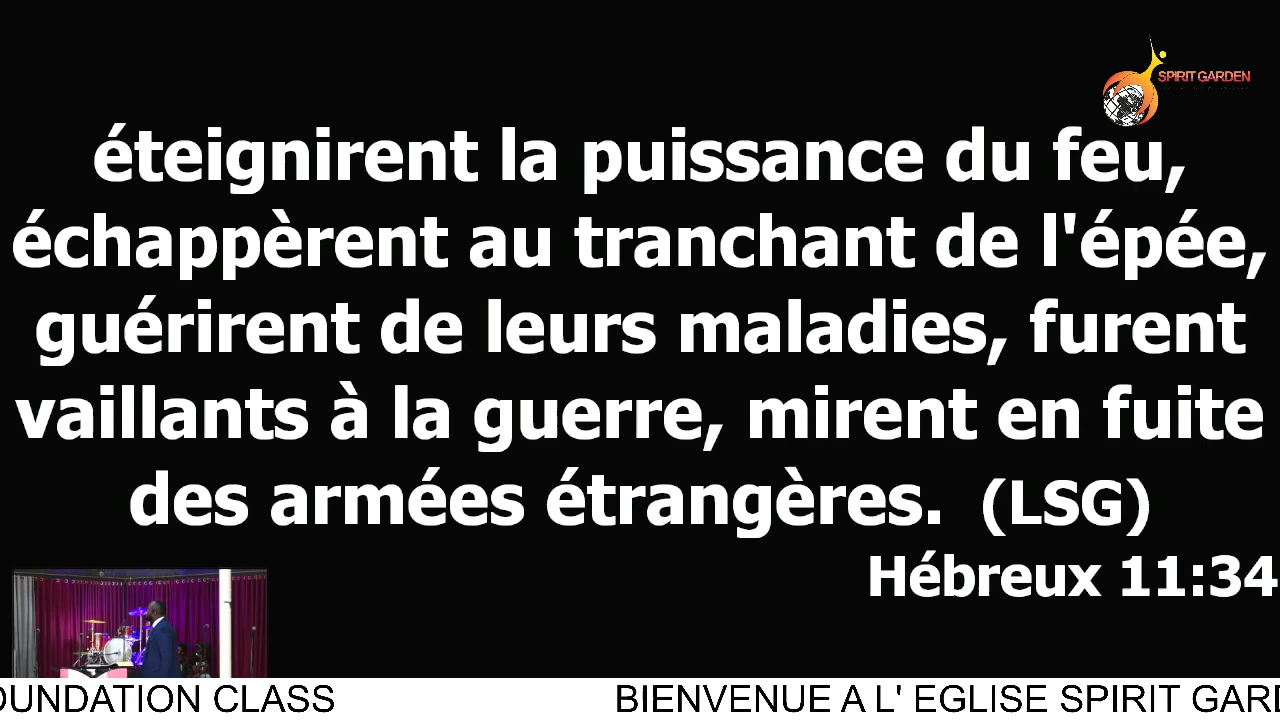 SPIRIT GARDEN
éteignirent la puissance du feu,
échappèrent au tranchant de l'épée,
guérirent de leurs maladies, furent
vaillants à la guerre, mirent en fuite
des armées étrangères. (LSG)
Hébreux 11:34
OUNDATION CLASS BIENVENUE A L' EGLISE SPIRIT GARD